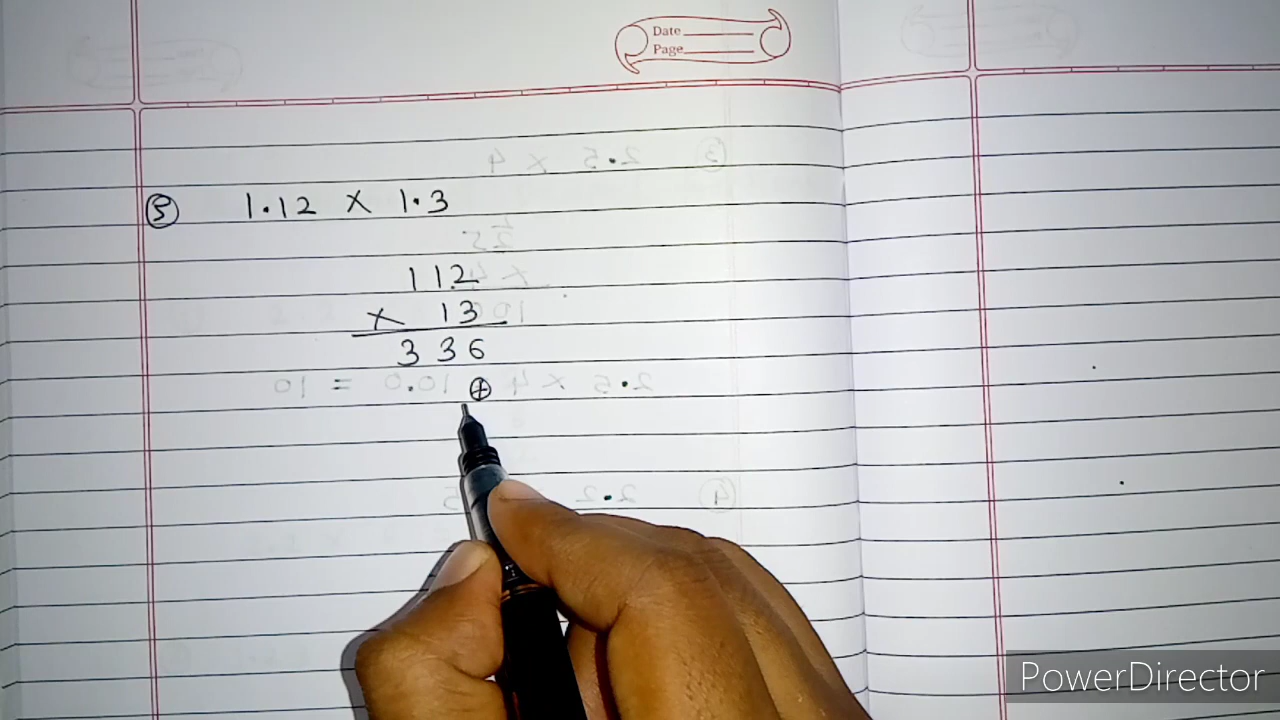 Date
Page
⑤ 1.12 × 1.3
112
× 13
336
⊕
PowerDirector